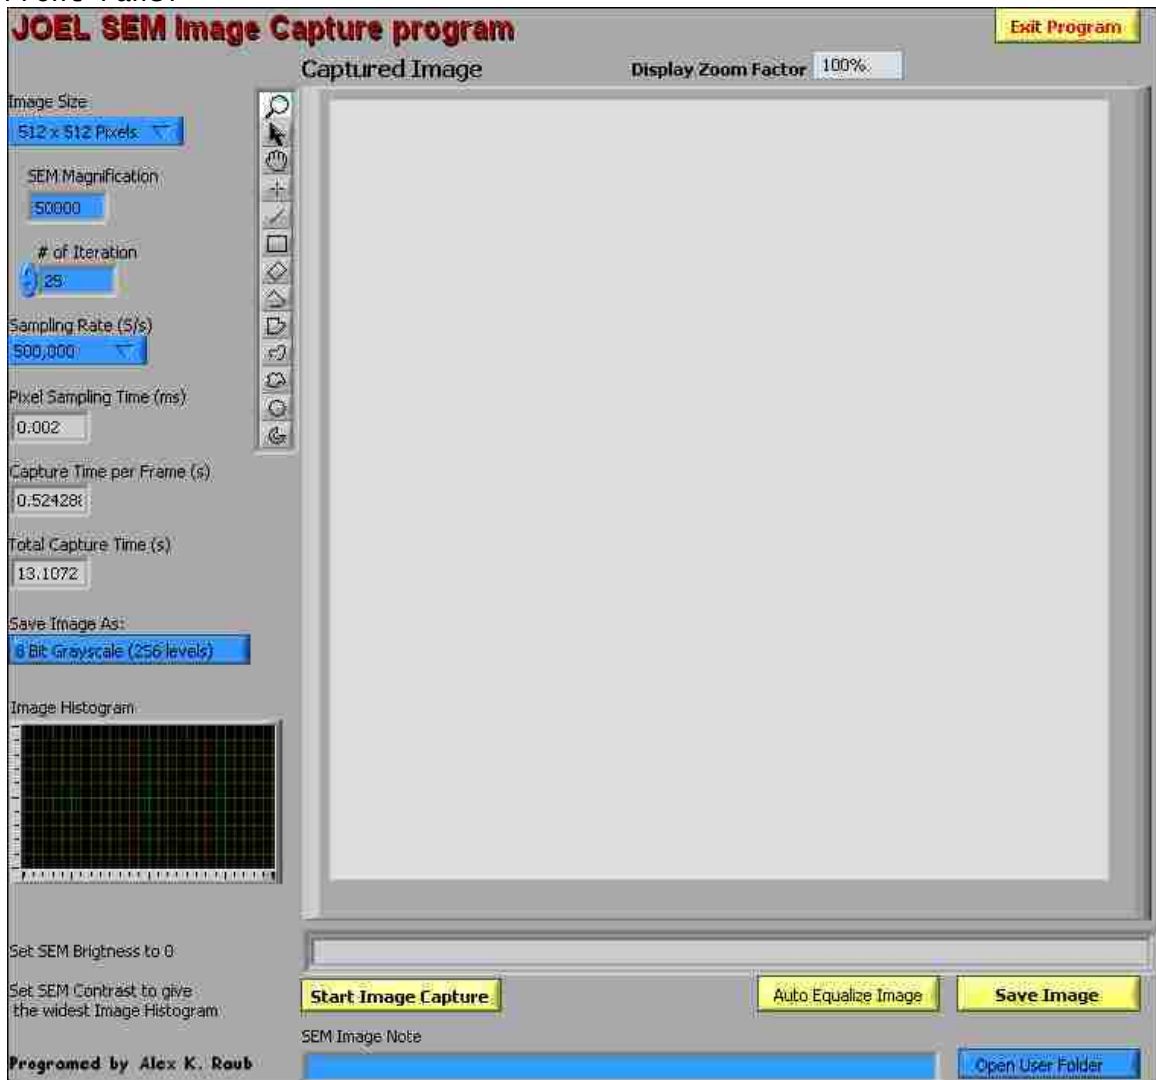 JOEL SEM Image Capture program
Exit Program
Captured Image
Display Zoom Factor 100%
Image Size
512 x 512 Pixels
SEM Magnification
50000
# of Iteration
25
Sampling Rate (S/s)
500,000
Pixel Sampling Time (ms)
0.002
Capture Time per Frame (s)
0.524288
Total Capture Time (s)
13.1072
Save Image As:
8 Bit Grayscale (256 levels)
Image Histogram
Set SEM Brigtness to 0
Set SEM Contrast to give
the widest Image Histogram
Start Image Capture
Auto Equalize Image
Save Image
SEM Image Note
Programed by Alex K. Raub
Open User Folder